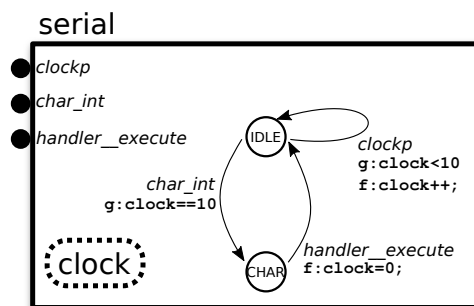 serial
clockp
char_int
handler__execute
IDLE
clockp
g:clock<10
f:clock++;
char_int
g:clock==10
handler__execute
f:clock=0;
CHAR
clock